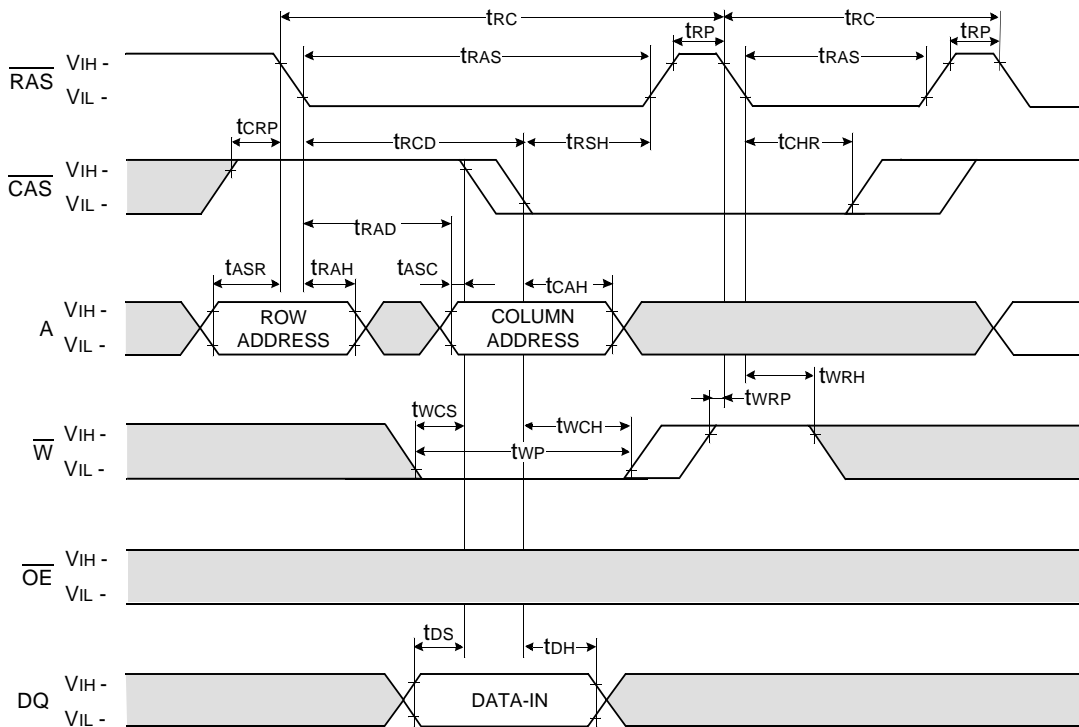 tRC tRC
tRP tRP
tRAS tRAS
RAS VIH -
VIL -
tCRP tRCD tRSH tCHR
CAS VIH -
VIL -
tRAD
tASR tRAH tASC tCAH
A VIH -
VIL -
ROW
ADDRESS
COLUMN
ADDRESS
tWRH
tWRP
tWCS tWCH
tWP
W VIH -
VIL -
OE VIH -
VIL -
tDS tDH
DQ VIH -
VIL -
DATA-IN